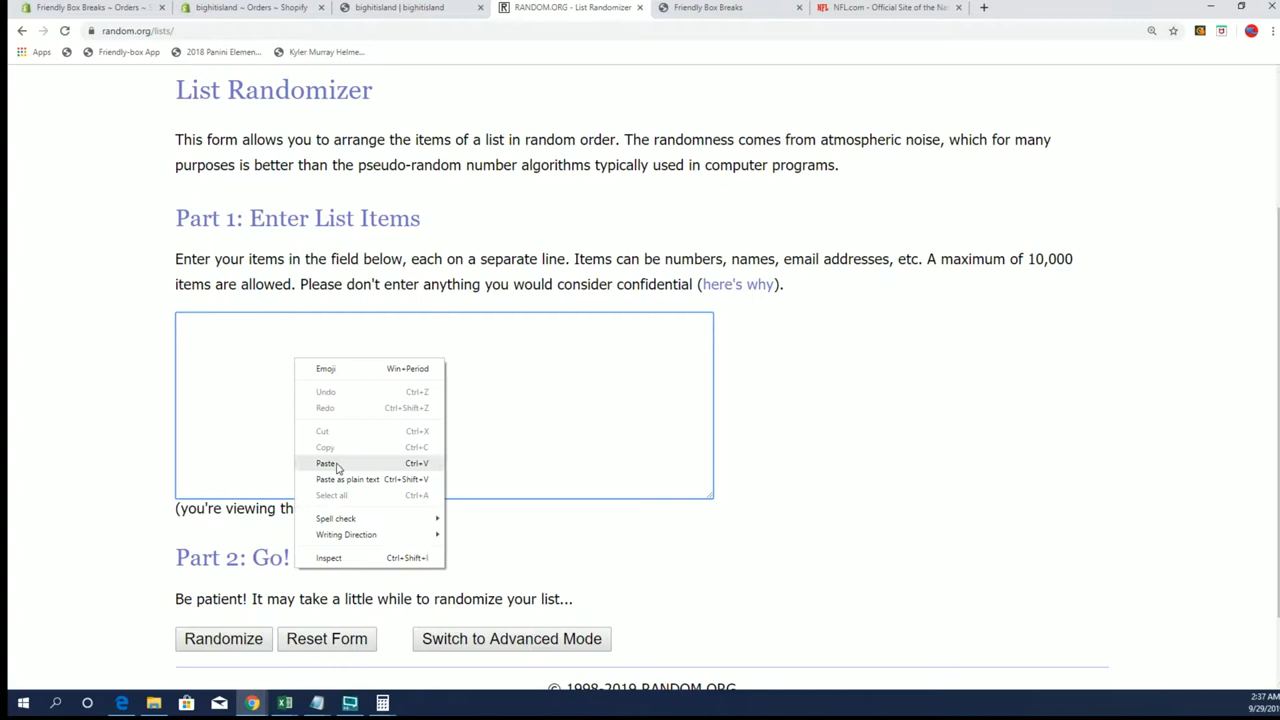 Friendly Box Breaks ~ Orders ~ S
bighitisland ~ Orders ~ Shopify
bighitisland | bighitisland
RANDOM.ORG - List Randomizer
Friendly Box Breaks
NFL.com - Official Site of the Na
random.org/lists/
Apps
Friendly-box App
2018 Panini Elemen...
Kyler Murray Helme...
List Randomizer
This form allows you to arrange the items of a list in random order. The randomness comes from atmospheric noise, which for many
purposes is better than the pseudo-random number algorithms typically used in computer programs.
Part 1: Enter List Items
Enter your items in the field below, each on a separate line. Items can be numbers, names, email addresses, etc. A maximum of 10,000
items are allowed. Please don't enter anything you would consider confidential (here's why).
Emoji Win+Period
Undo Ctrl+Z
Redo Ctrl+Shift+Z
Cut Ctrl+X
Copy Ctrl+C
Paste Ctrl+V
Paste as plain text Ctrl+Shift+V
Select all Ctrl+A
(you're viewing th
Spell check
Writing Direction
Inspect Ctrl+Shift+I
Part 2: Go!
Be patient! It may take a little while to randomize your list...
Randomize Reset Form Switch to Advanced Mode
© 1998-2019 RANDOM.ORG
2:37 AM
9/29/201